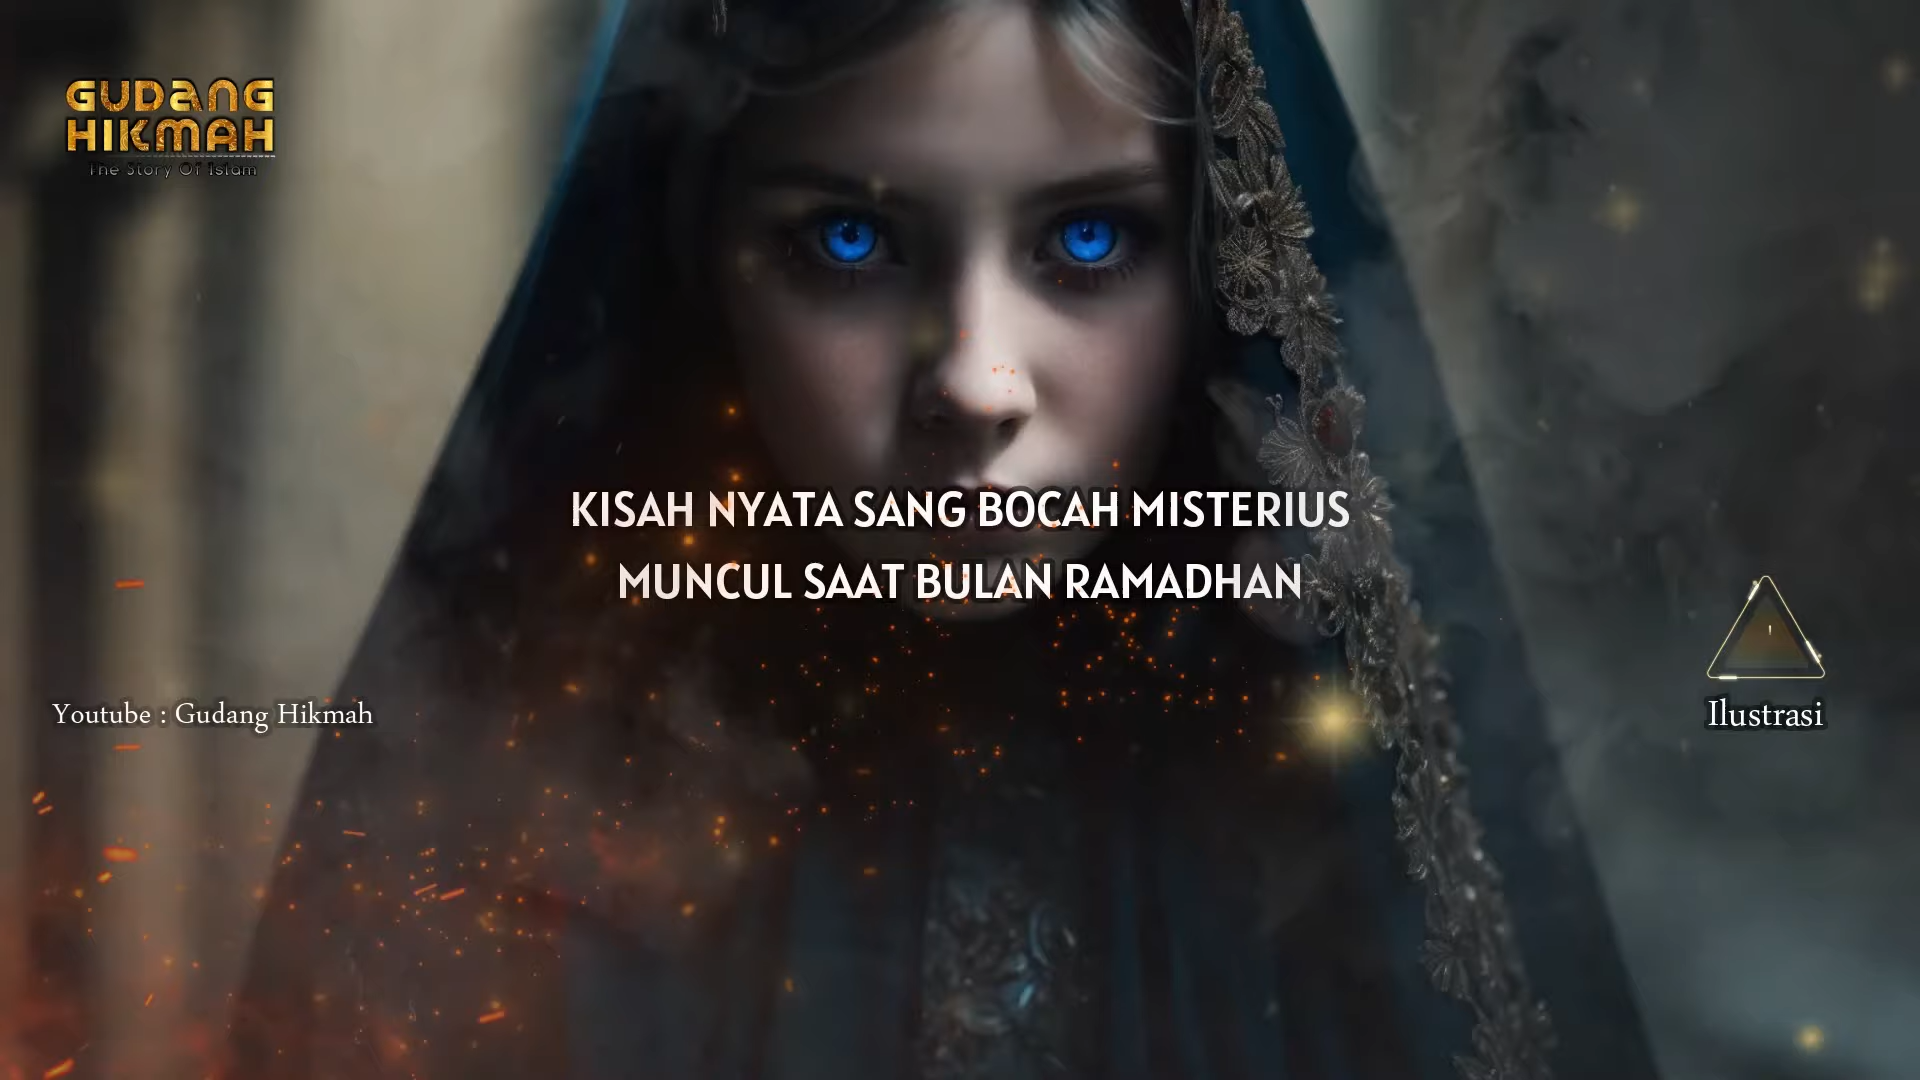 GUDANG
HIKMAH
The Story Of Islam
KISAH NYATA SANG BOCAH MISTERIUS
MUNCUL SAAT BULAN RAMADHAN
Youtube : Gudang Hikmah
Ilustrasi